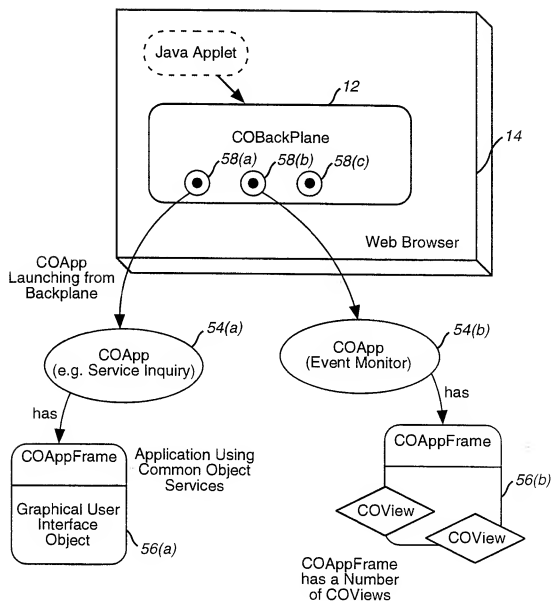 Java Applet
12
COBackPlane
58(a)
58(b)
58(c)
14
Web Browser
COApp
Launching from
Backplane
54(a)
COApp
(e.g. Service Inquiry)
54(b)
COApp
(Event Monitor)
has
has
COAppFrame
Graphical User
Interface
Object
56(a)
Application Using
Common Object
Services
COAppFrame
56(b)
COView
COView
COAppFrame
has a Number
of COViews